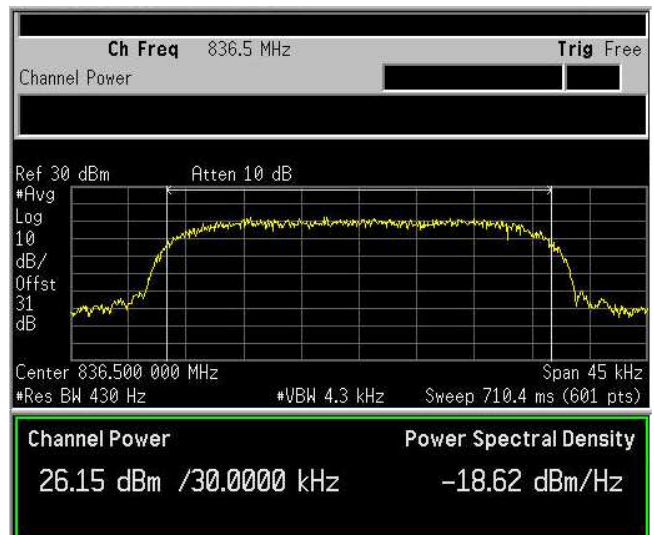 Ch Freq 836.5 MHz Trig Free
Channel Power
Ref 30 dBm Atten 10 dB
#Avg
Log
10
dB/
Offst
31
dB
Center 836.500 000 MHz Span 45 kHz
#Res BW 430 Hz #VBW 4.3 kHz Sweep 710.4 ms (601 pts)
Channel Power Power Spectral Density
26.15 dBm /30.0000 kHz -18.62 dBm/Hz